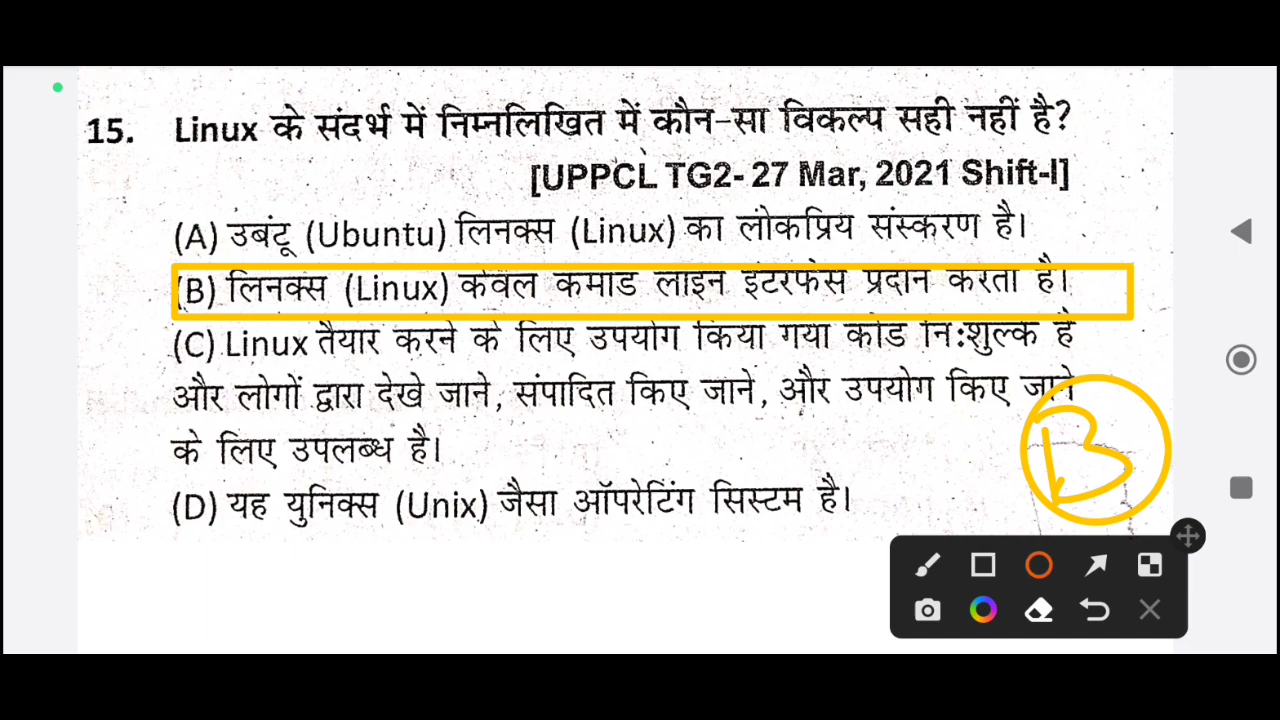 15. Linux के संदर्भ में निम्नलिखित में कौन-सा विकल्प सही नहीं है?
[UPPCL TG2- 27 Mar, 2021 Shift-I]
(A) उबंटू (Ubuntu) लिनक्स (Linux) का लोकप्रिय संस्करण है।
(B) लिनक्स (Linux) केवल कमांड लाइन इंटरफेस प्रदान करता है।
(C) Linux तैयार करने के लिए उपयोग किया गया कोड निःशुल्क है
और लोगों द्वारा देखे जाने, संपादित किए जाने, और उपयोग किए जाने
के लिए उपलब्ध है।
B
(D) यह युनिक्स (Unix) जैसा ऑपरेटिंग सिस्टम है।